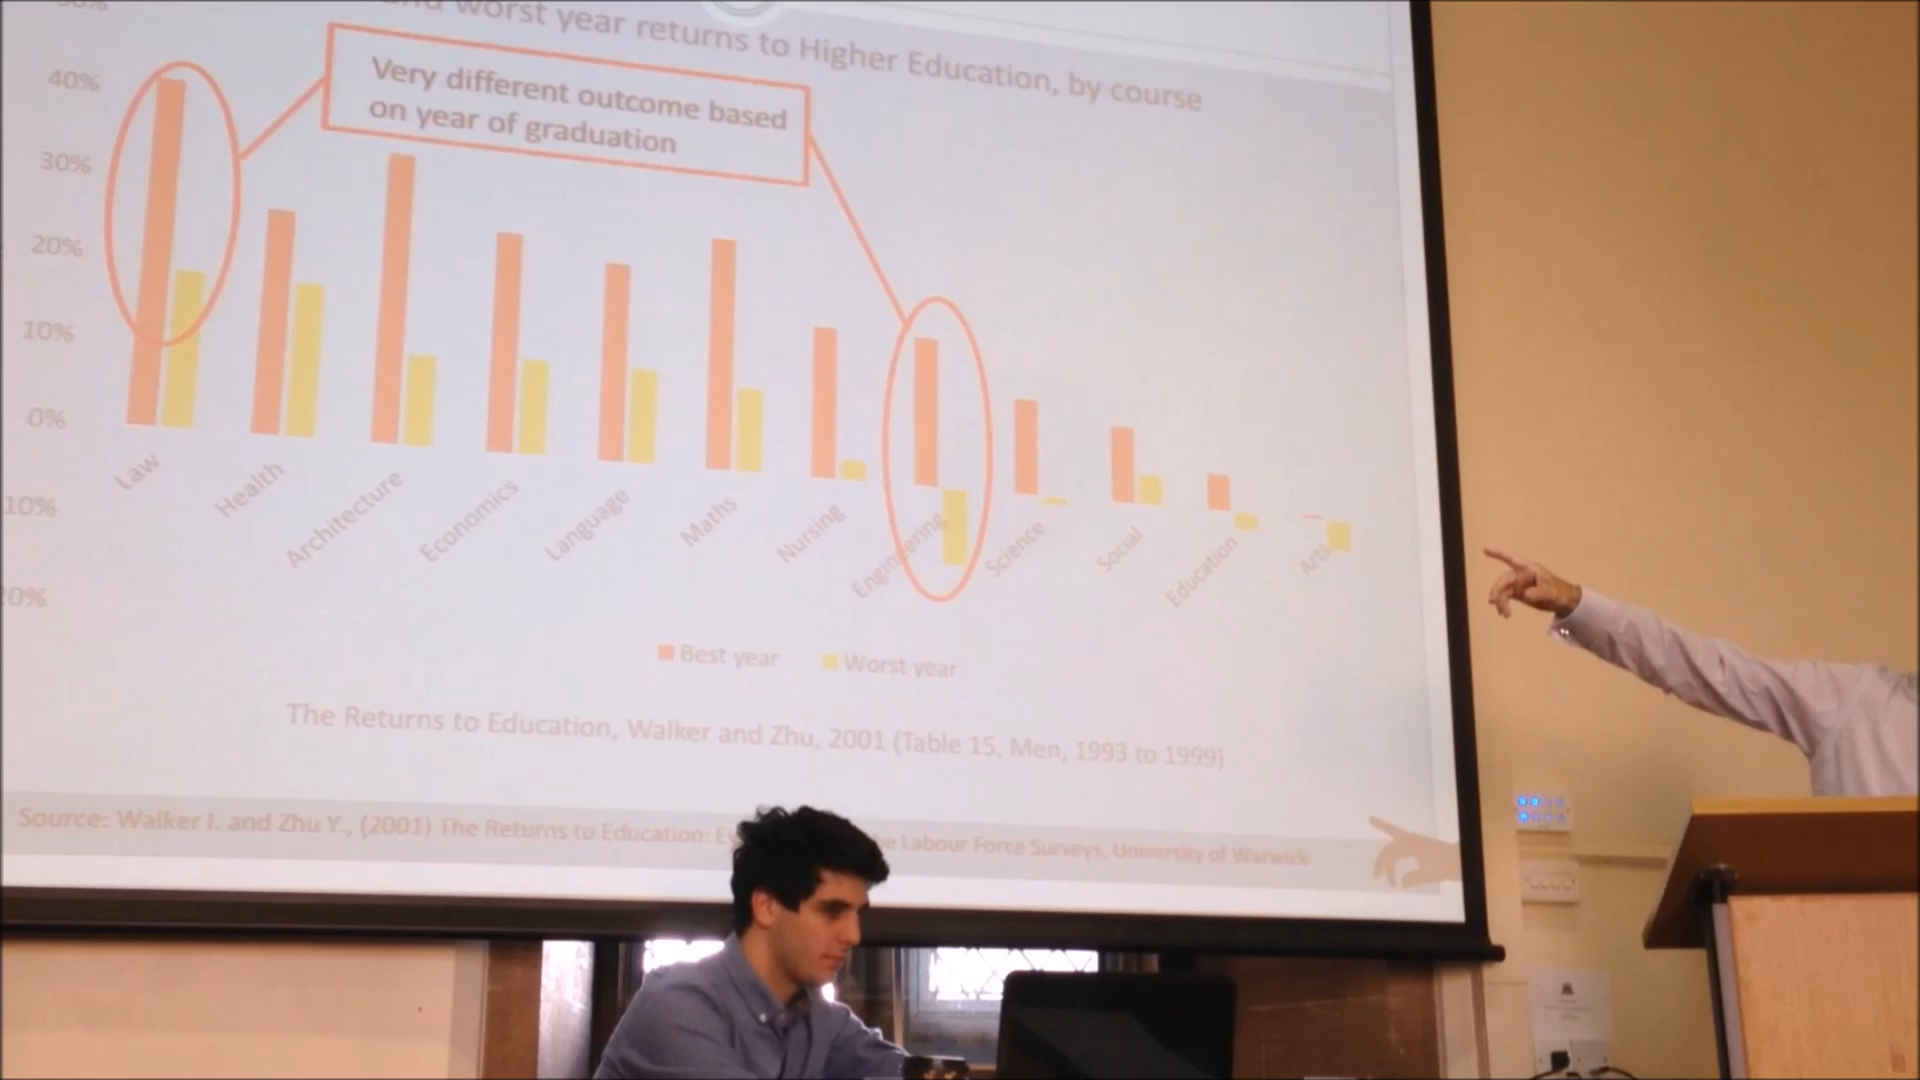 worst year returns to Higher Education, by course
Very different outcome based
on year of graduation
40%
30%
20%
10%
0%
10%
0%
Law
Health
Architecture
Economics
Language
Maths
Nursing
Engineering
Science
Social
Education
Arts
Best year
Worst year
The Returns to Education, Walker and Zhu, 2001 (Table 15, Men, 1993 to 1999)
Source: Walker I. and Zhu Y., (2001) The Returns to Education: Labour Force Surveys, University of Warwick